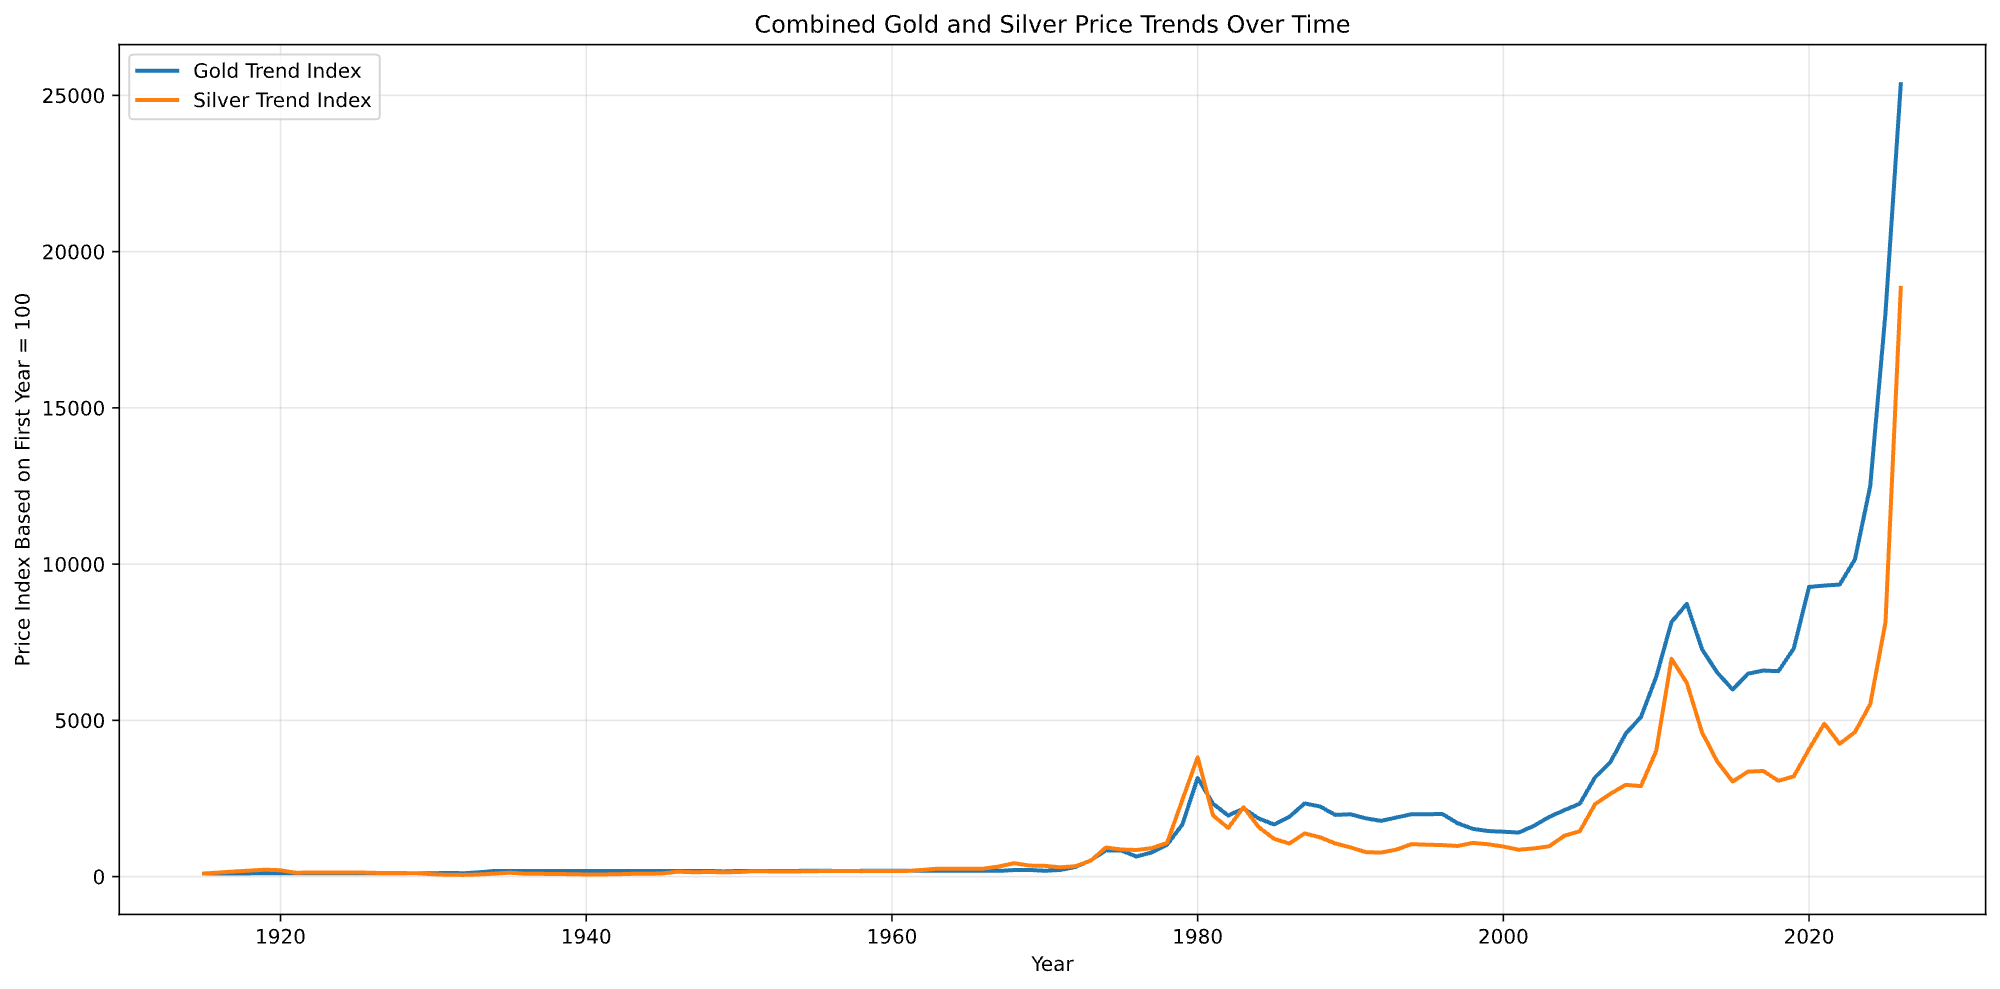 Combined Gold and Silver Price Trends Over Time
Gold Trend Index
Silver Trend Index
Price Index Based on First Year = 100
25000
20000
15000
10000
5000
0
1920
1940
1960
1980
2000
2020
Year